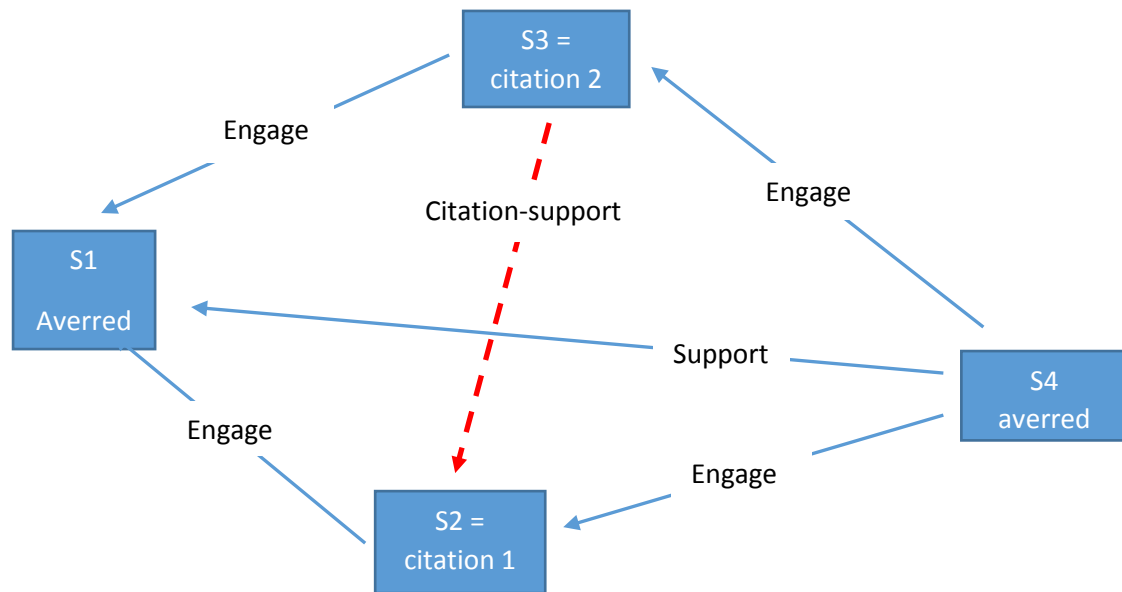 S3 =
citation 2
Engage
Engage
Citation-support
S1
Averred
Support
S4
averred
Engage
Engage
S2 =
citation 1